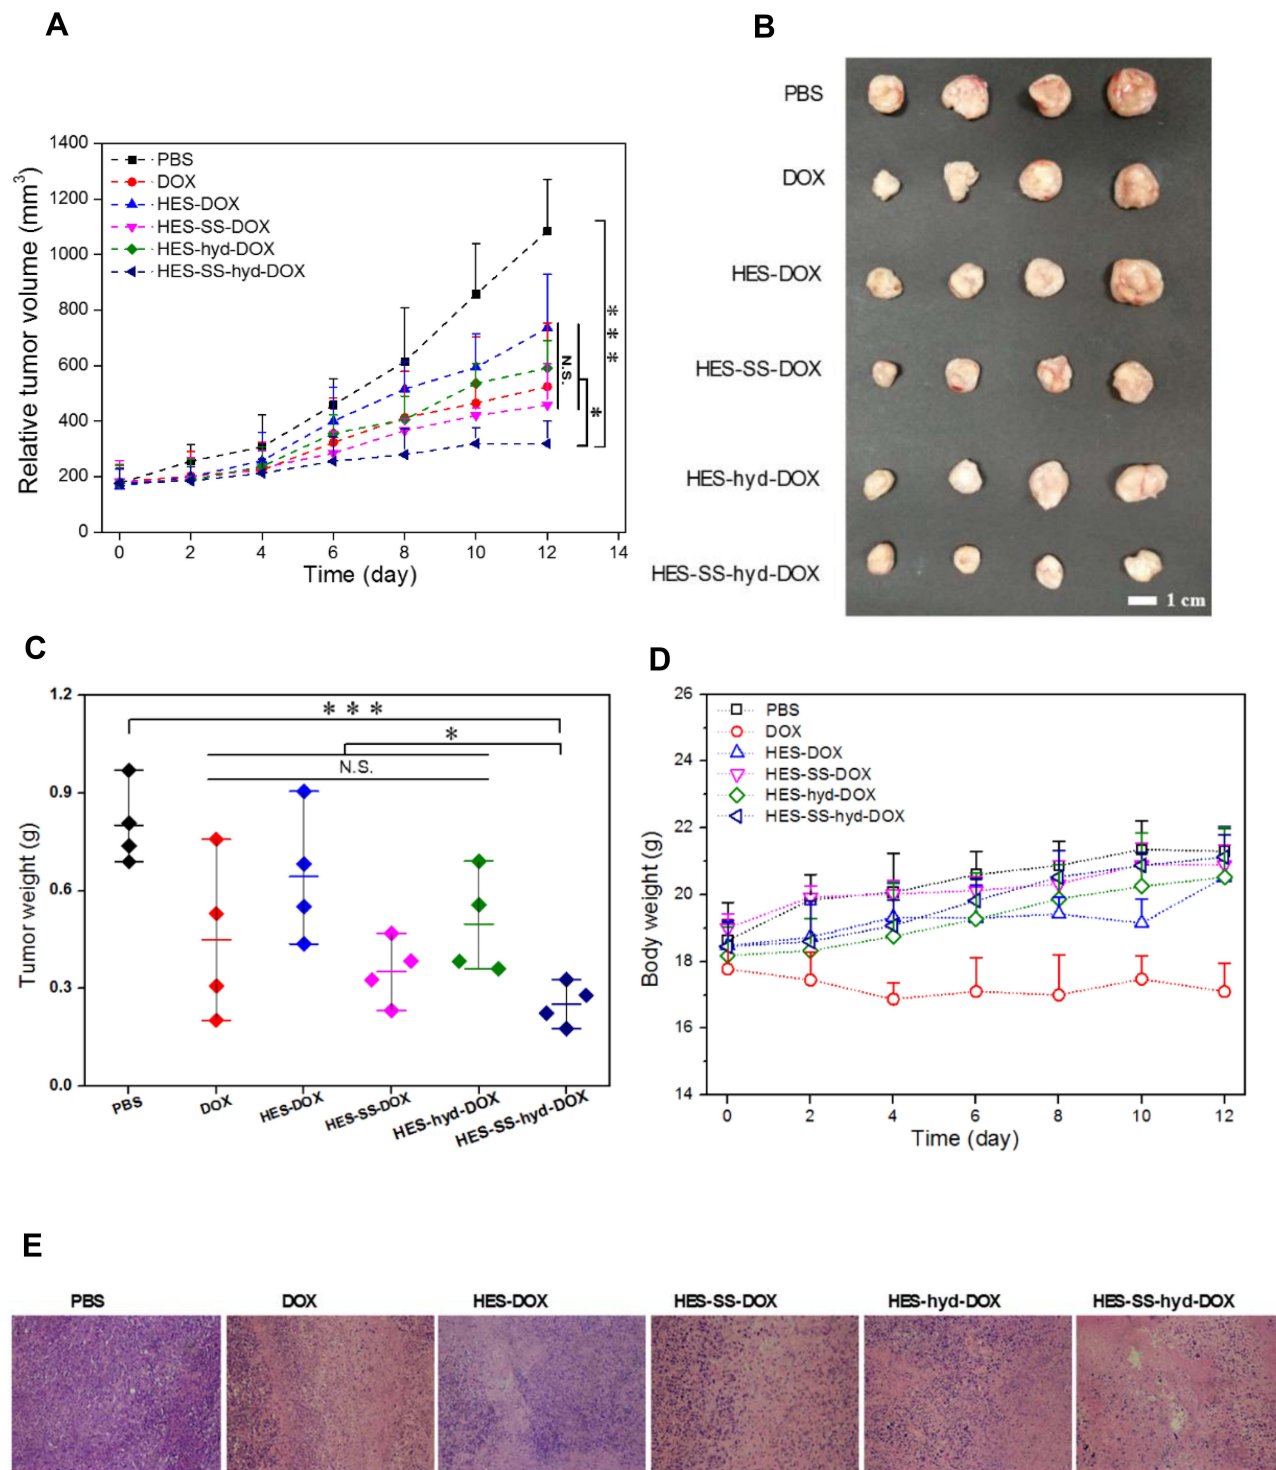 A
1400
1200
1000
800
600
400
200
0
Relative tumor volume (mm³)
PBS
DOX
HES-DOX
HES-SS-DOX
HES-hyd-DOX
HES-SS-hyd-DOX
N.S.
*
***
0 2 4 6 8 10 12 14
Time (day)
B
PBS
DOX
HES-DOX
HES-SS-DOX
HES-hyd-DOX
HES-SS-hyd-DOX
1 cm
C
1.2
0.9
0.6
0.3
0.0
Tumor weight (g)
***
*
N.S.
PBS DOX HES-DOX HES-SS-DOX HES-hyd-DOX HES-SS-hyd-DOX
D
26
24
22
20
18
16
14
Body weight (g)
PBS
DOX
HES-DOX
HES-SS-DOX
HES-hyd-DOX
HES-SS-hyd-DOX
0 2 4 6 8 10 12
Time (day)
E
PBS DOX HES-DOX HES-SS-DOX HES-hyd-DOX HES-SS-hyd-DOX